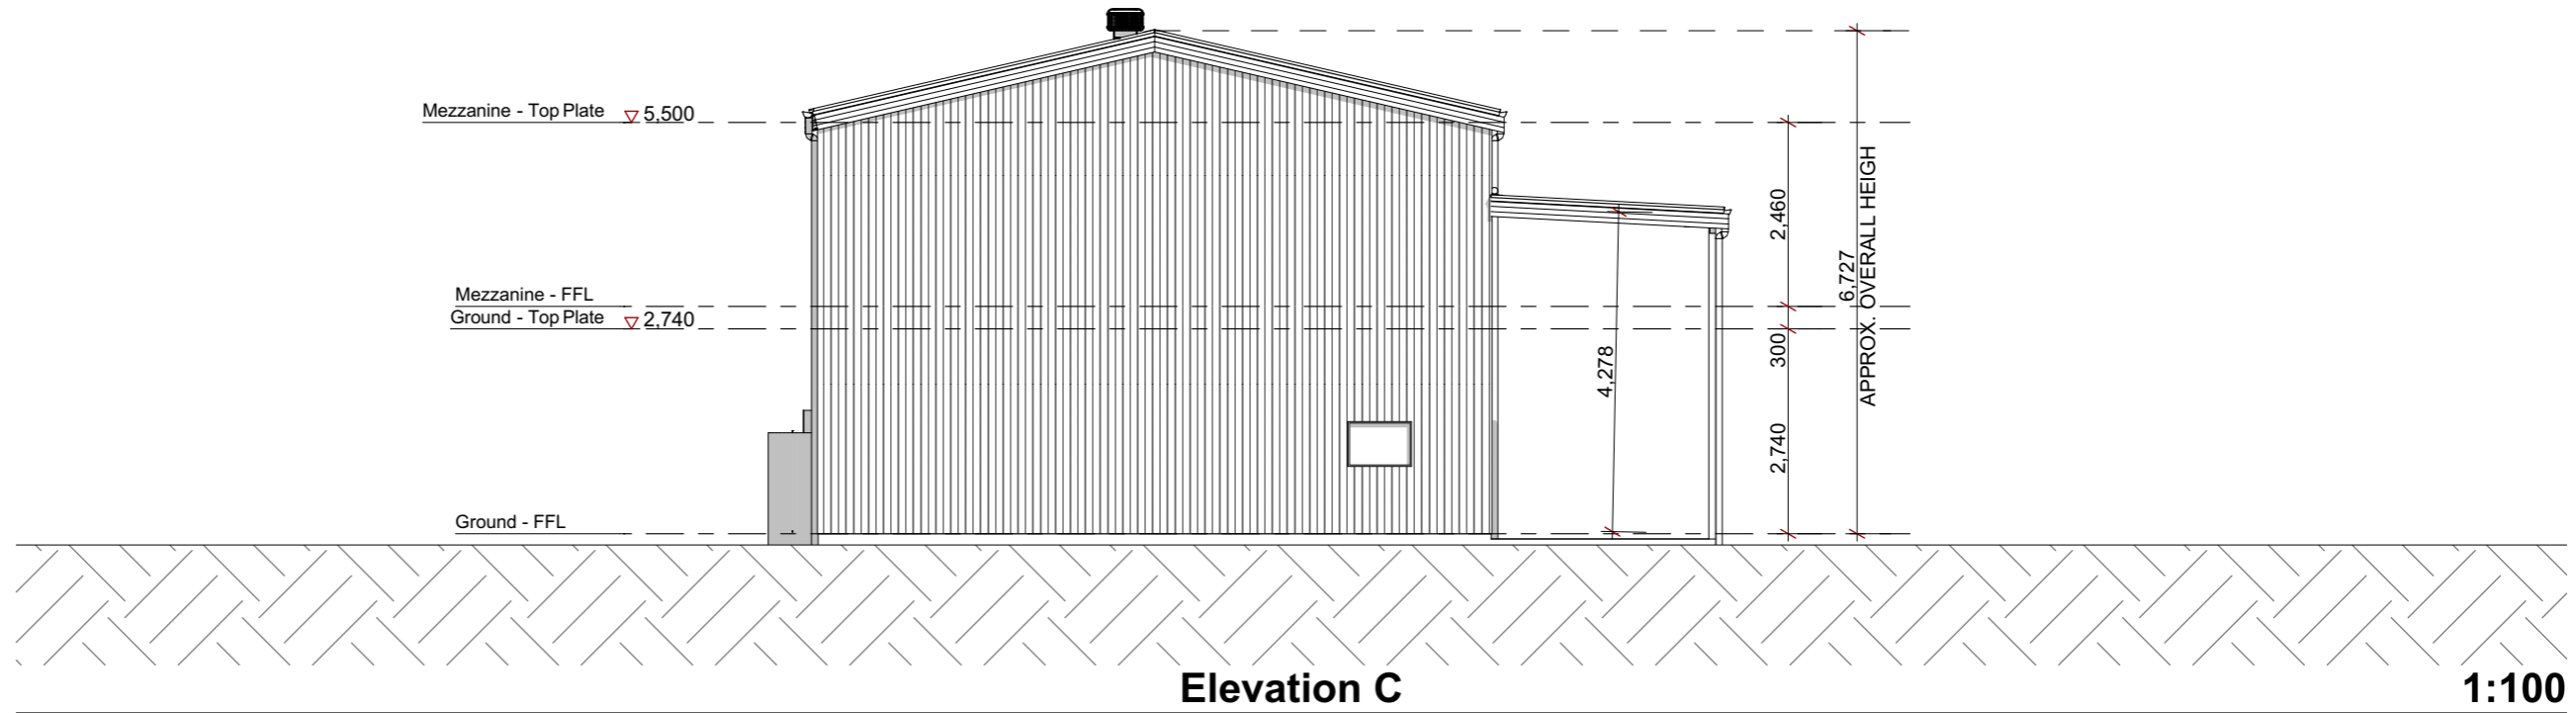 Mezzanine - Top Plate 5,500
Mezzanine - FFL
Ground - Top Plate 2,740
Ground - FFL
4,278
2,460
300
2,740
6,727
APPROX. OVERALL HEIGH
Elevation C
1:100